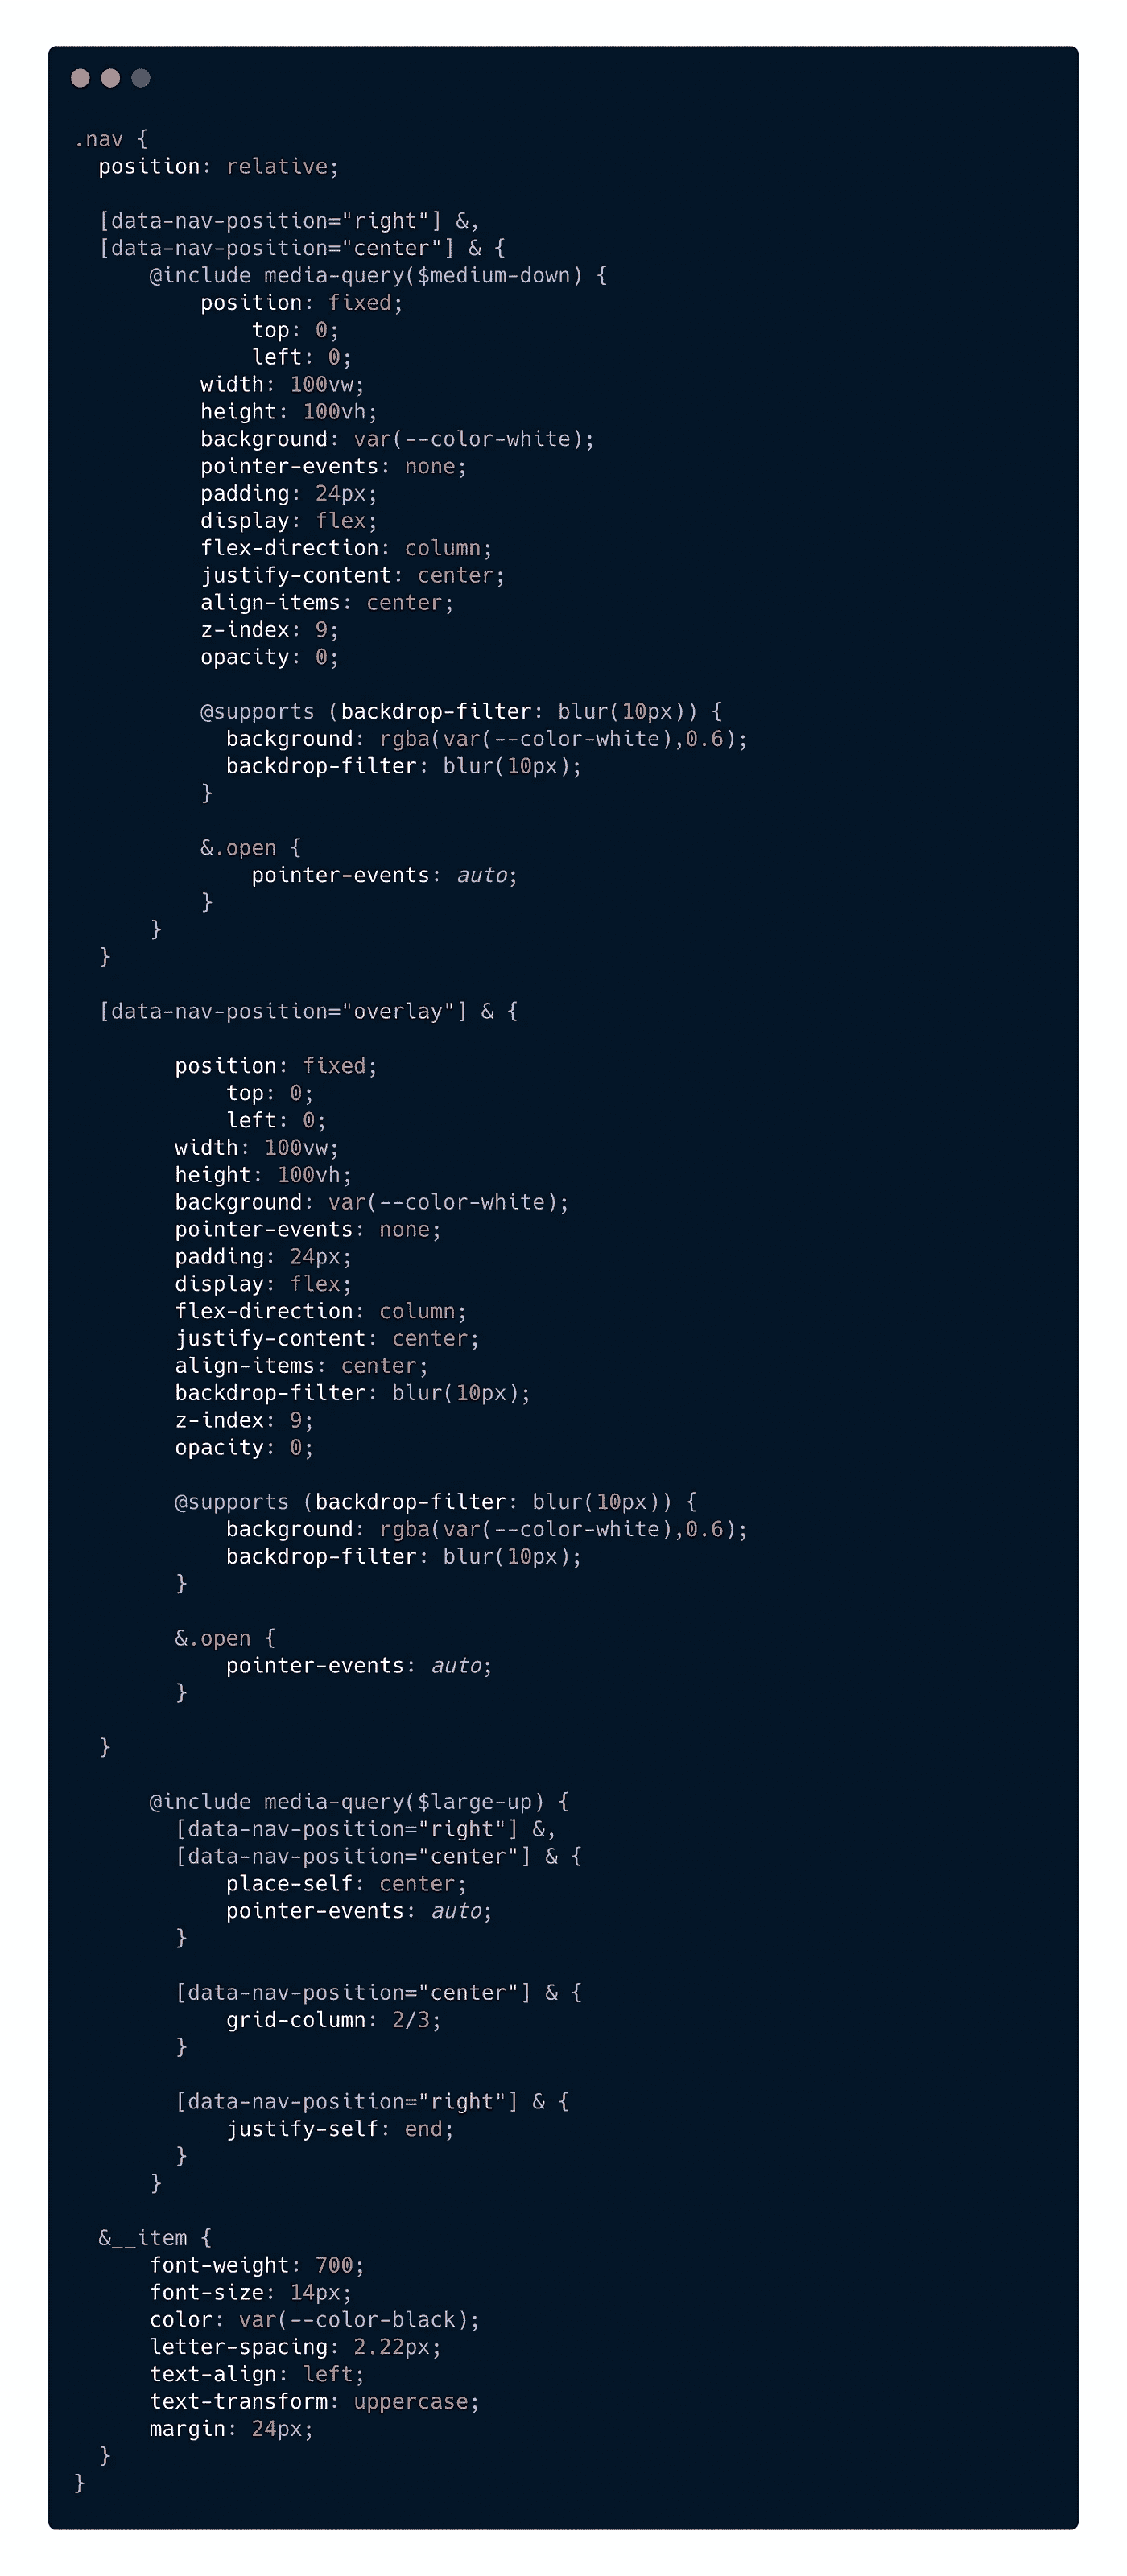 .nav {
  position: relative;

  [data-nav-position="right"] &,
  [data-nav-position="center"] & {
      @include media-query($medium-down) {
          position: fixed;
              top: 0;
              left: 0;
          width: 100vw;
          height: 100vh;
          background: var(--color-white);
          pointer-events: none;
          padding: 24px;
          display: flex;
          flex-direction: column;
          justify-content: center;
          align-items: center;
          z-index: 9;
          opacity: 0;

          @supports (backdrop-filter: blur(10px)) {
            background: rgba(var(--color-white),0.6);
            backdrop-filter: blur(10px);
          }

          &.open {
              pointer-events: auto;
          }
      }
  }

  [data-nav-position="overlay"] & {

        position: fixed;
            top: 0;
            left: 0;
        width: 100vw;
        height: 100vh;
        background: var(--color-white);
        pointer-events: none;
        padding: 24px;
        display: flex;
        flex-direction: column;
        justify-content: center;
        align-items: center;
        backdrop-filter: blur(10px);
        z-index: 9;
        opacity: 0;

        @supports (backdrop-filter: blur(10px)) {
            background: rgba(var(--color-white),0.6);
            backdrop-filter: blur(10px);
        }

        &.open {
            pointer-events: auto;
        }

  }

      @include media-query($large-up) {
        [data-nav-position="right"] &,
        [data-nav-position="center"] & {
            place-self: center;
            pointer-events: auto;
        }

        [data-nav-position="center"] & {
            grid-column: 2/3;
        }

        [data-nav-position="right"] & {
            justify-self: end;
        }
      }

  &__item {
      font-weight: 700;
      font-size: 14px;
      color: var(--color-black);
      letter-spacing: 2.22px;
      text-align: left;
      text-transform: uppercase;
      margin: 24px;
  }
}